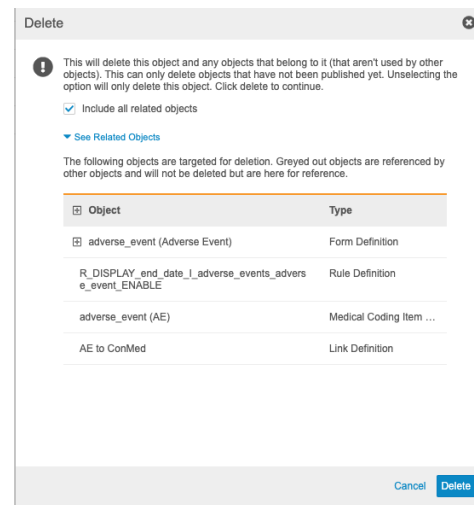 Delete
This will delete this object and any objects that belong to it (that aren't used by other
objects). This can only delete objects that have not been published yet. Unselecting the
option will only delete this object. Click delete to continue.
Include all related objects
See Related Objects
The following objects are targeted for deletion. Greyed out objects are referenced by
other objects and will not be deleted but are here for reference.
Object Type
adverse_event (Adverse Event) Form Definition
R_DISPLAY_end_date_I_adverse_events_advers Rule Definition
e_event_ENABLE
adverse_event (AE) Medical Coding Item ...
AE to ConMed Link Definition
Cancel Delete